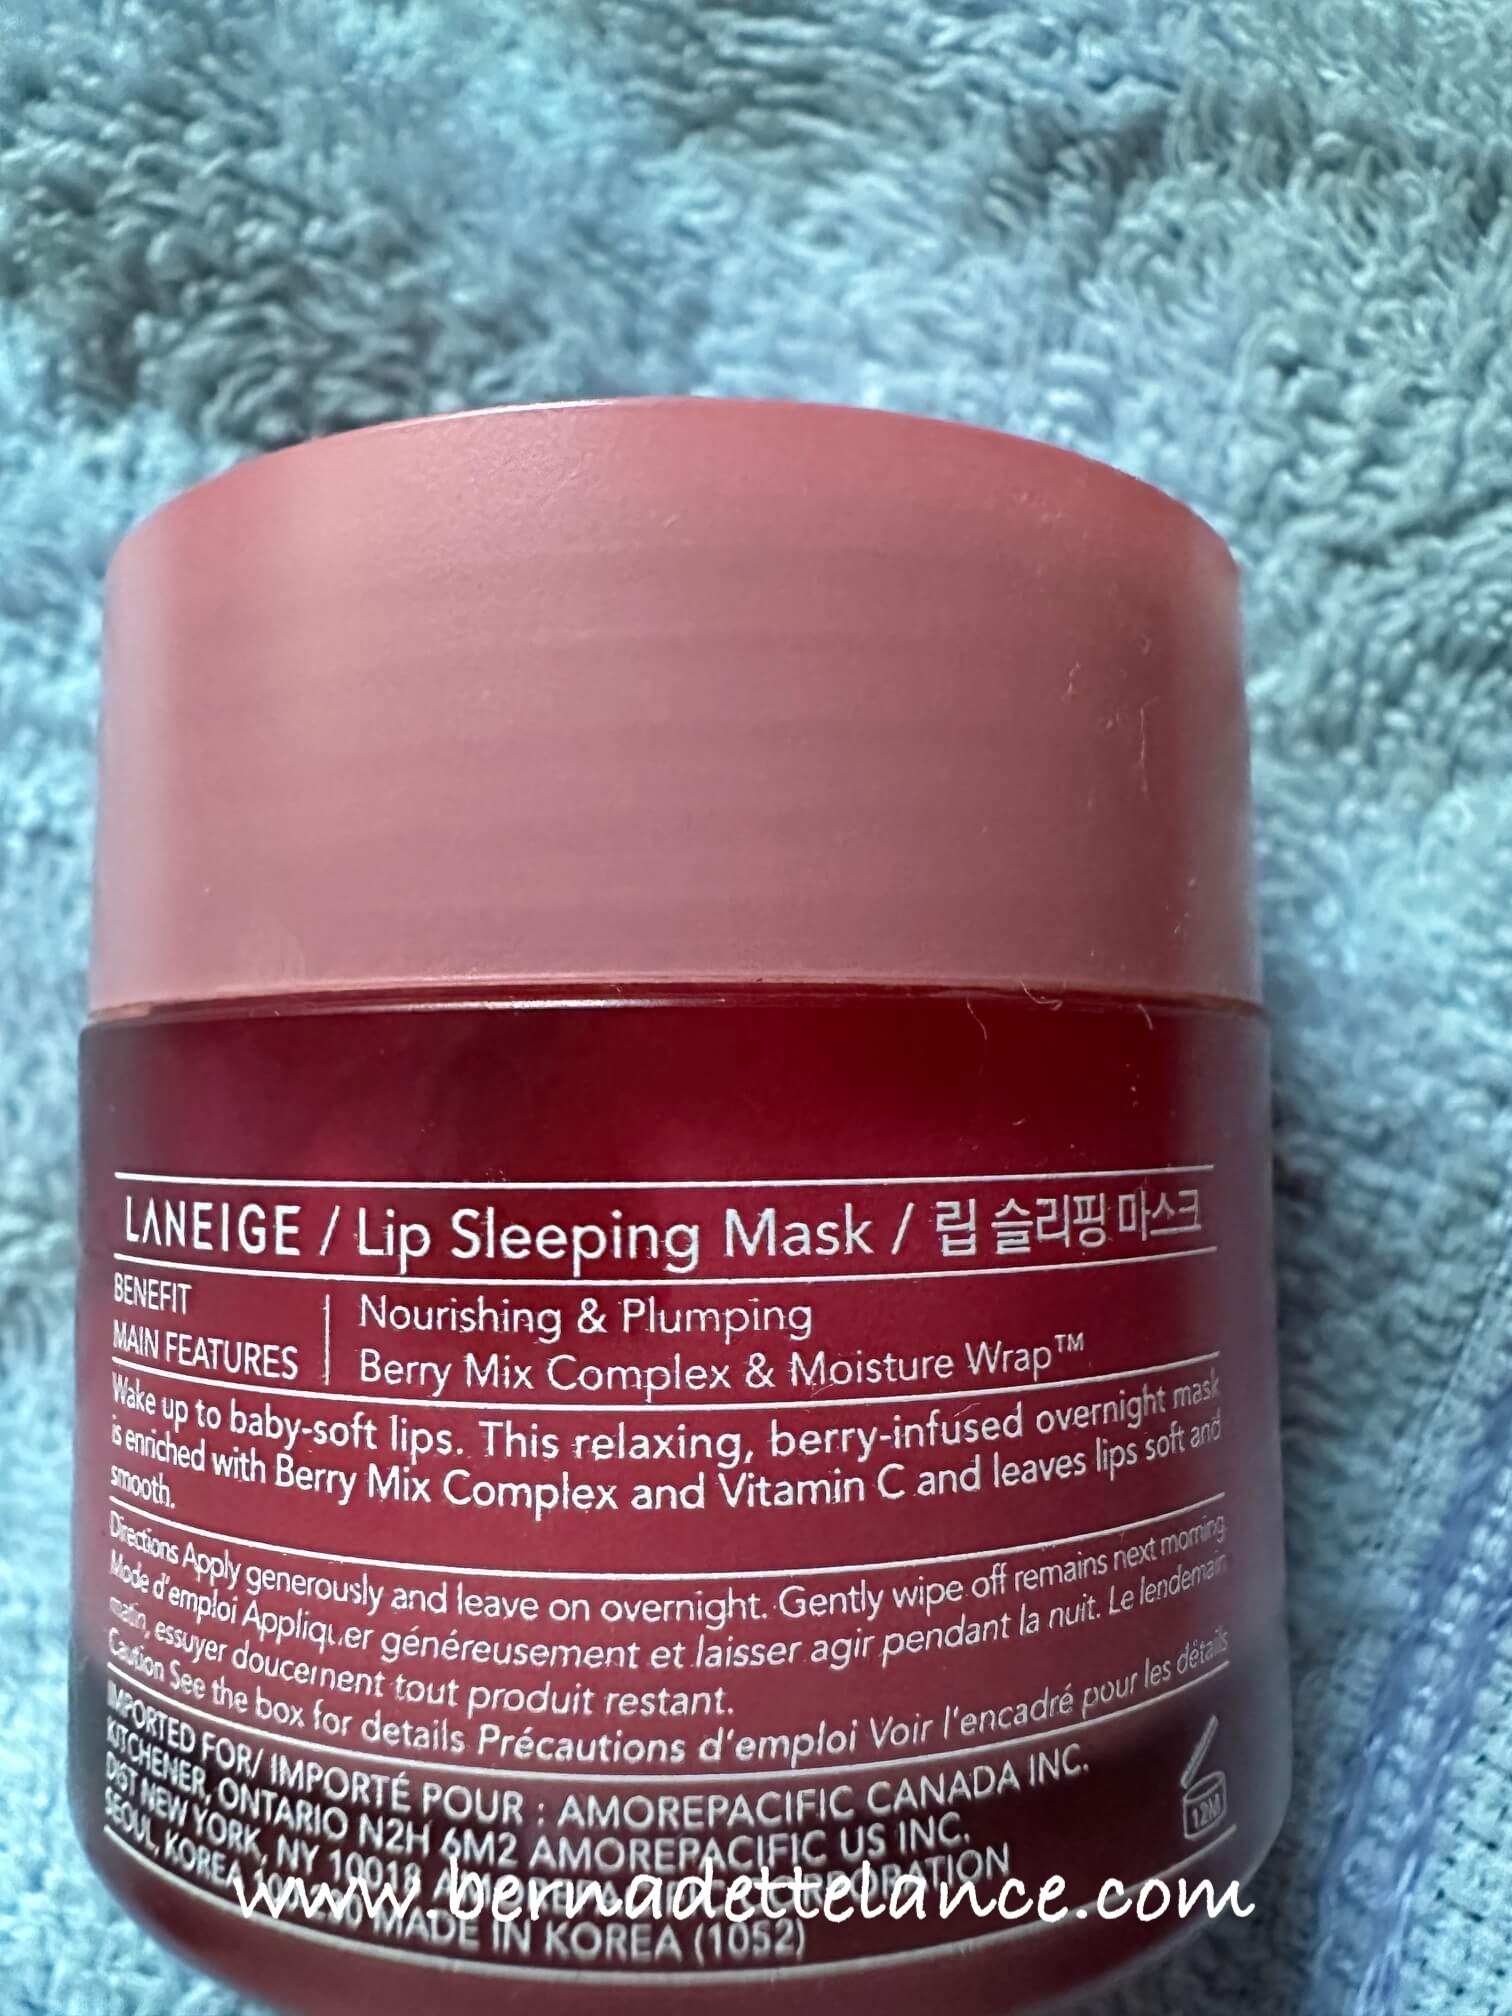 LANEIGE / Lip Sleeping Mask / 립 슬리핑 마스크
BENEFIT
MAIN FEATURES
Nourishing & Plumping
Berry Mix Complex & Moisture Wrap™
Wake up to baby-soft lips. This relaxing, berry-infused overnight mask
is enriched with Berry Mix Complex and Vitamin C and leaves lips soft and
smooth.
Directions Apply generously and leave on overnight. Gently wipe off remains next morning.
Mode d'emploi Appliquer généreusement et laisser agir pendant la nuit. Le lendemain
matin, essuyer doucement tout produit restant.
Caution See the box for details Précautions d'emploi Voir l'encadré pour les détails
IMPORTED FOR/ IMPORTÉ POUR : AMOREPACIFIC CANADA INC.
KITCHENER, ONTARIO N2H 6M2 AMOREPACIFIC US INC.
DIST NEW YORK, NY 10018 CORPORATION
SEOUL, KOREA MADE IN KOREA (1052)
12M
www.bernadettelance.com